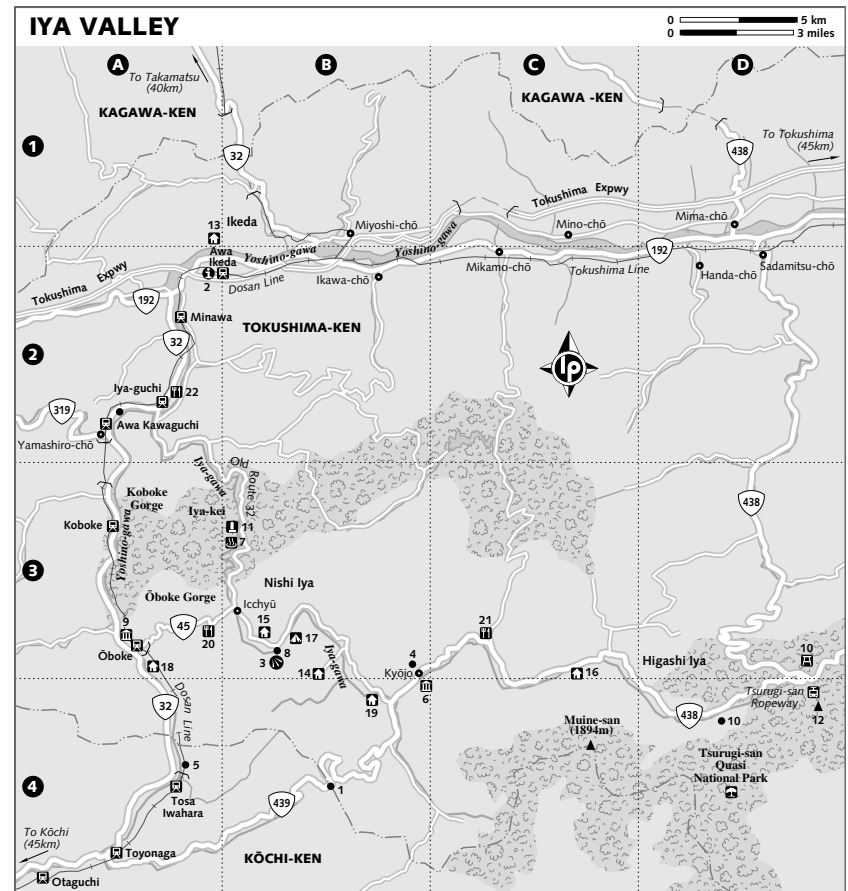 IYA VALLEY
0 5 km
0 3 miles
A
B
C
D
To Takamatsu
(40km)
KAGAWA-KEN
KAGAWA -KEN
1
32
438
To Tokushima
(45km)
Tokushima Expwy
13
Ikeda
Miyoshi-chō
Mino-chō
Mima-chō
Awa
Ikeda
Yoshino-gawa
Yoshino-gawa
192
Mikamo-chō
Tokushima Line
Handa-chō
Sadamitsu-chō
Tokushima Expwy
2
Dosan Line
Ikawa-chō
192
Minawa
TOKUSHIMA-KEN
32
2
lp
Iya-guchi
22
319
Awa Kawaguchi
Yamashiro-chō
Iya-gawa
Old
Route 32
Koboke
Gorge
Iya-kei
438
Koboke
11
7
Yoshino-gawa
3
Nishi Iya
Ōboke Gorge
Icchyū
9
45
20
15
17
21
8
4
Ōboke
3
Kyōjo
18
14
Iya-gawa
6
16
Higashi Iya
10
Dosan Line
19
Tsurugi-san
Ropeway
32
438
10
12
Muine-san
(1894m)
Tsurugi-san
Quasi
National Park
5
4
Tosa
Iwahara
439
1
To Kōchi
(45km)
Toyonaga
KŌCHI-KEN
Otaguchi